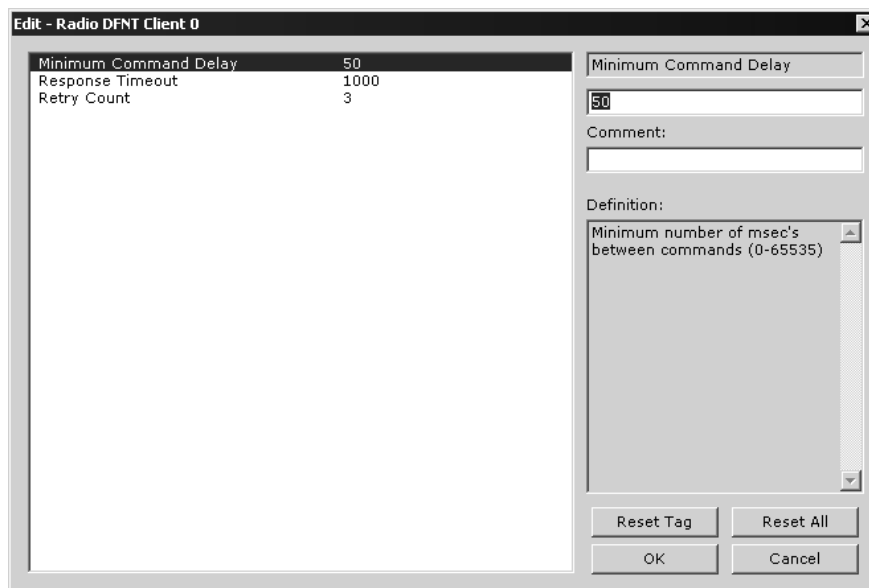 Edit - Radio DFNT Client 0
Minimum Command Delay 50
Response Timeout 1000
Retry Count 3
Minimum Command Delay
50
Comment:
Definition:
Minimum number of msec's
between commands (0-65535)
Reset Tag Reset All
OK Cancel